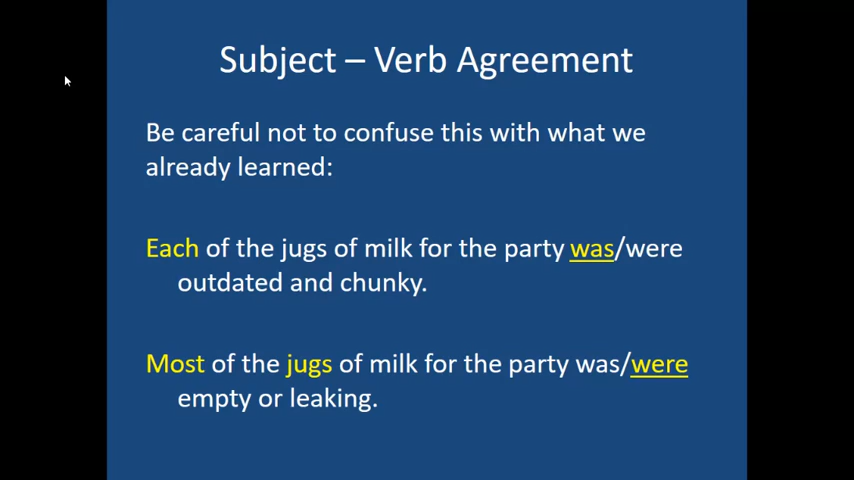 Subject – Verb Agreement
Be careful not to confuse this with what we
already learned:
Each of the jugs of milk for the party was/were
outdated and chunky.
Most of the jugs of milk for the party was/were
empty or leaking.